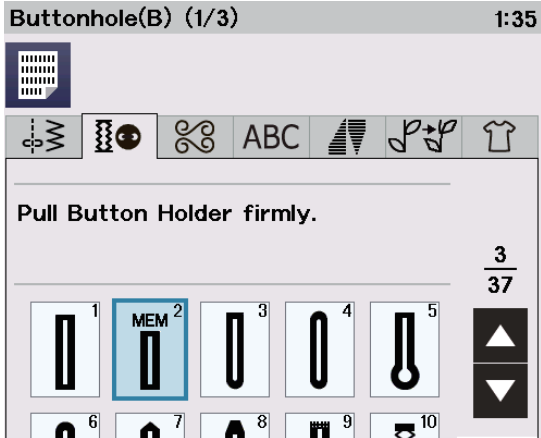 Buttonhole(B) (1/3) 1:35
ABC
Pull Button Holder firmly.
3
37
1 MEM 2 3 4 5
6 7 8 9 10